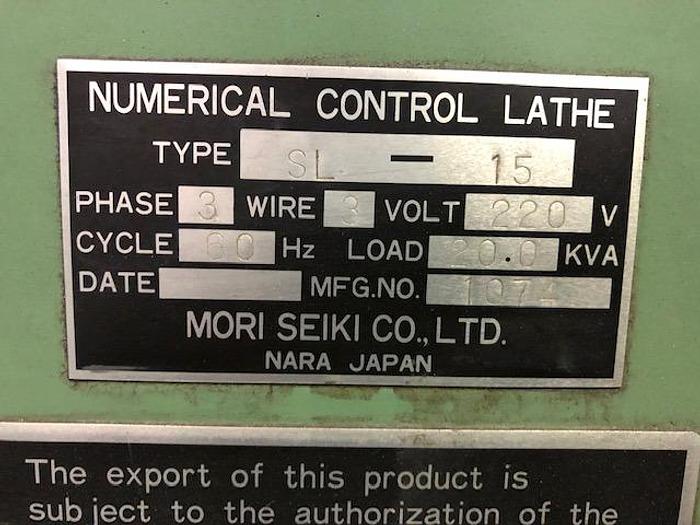 NUMERICAL CONTROL LATHE
TYPE SL - 15
PHASE 3 WIRE 3 VOLT 220 V
CYCLE 60 Hz LOAD 20.0 KVA
DATE MFG.NO. 1074
MORI SEIKI CO., LTD.
NARA JAPAN
The export of this product is
subject to the authorization of the